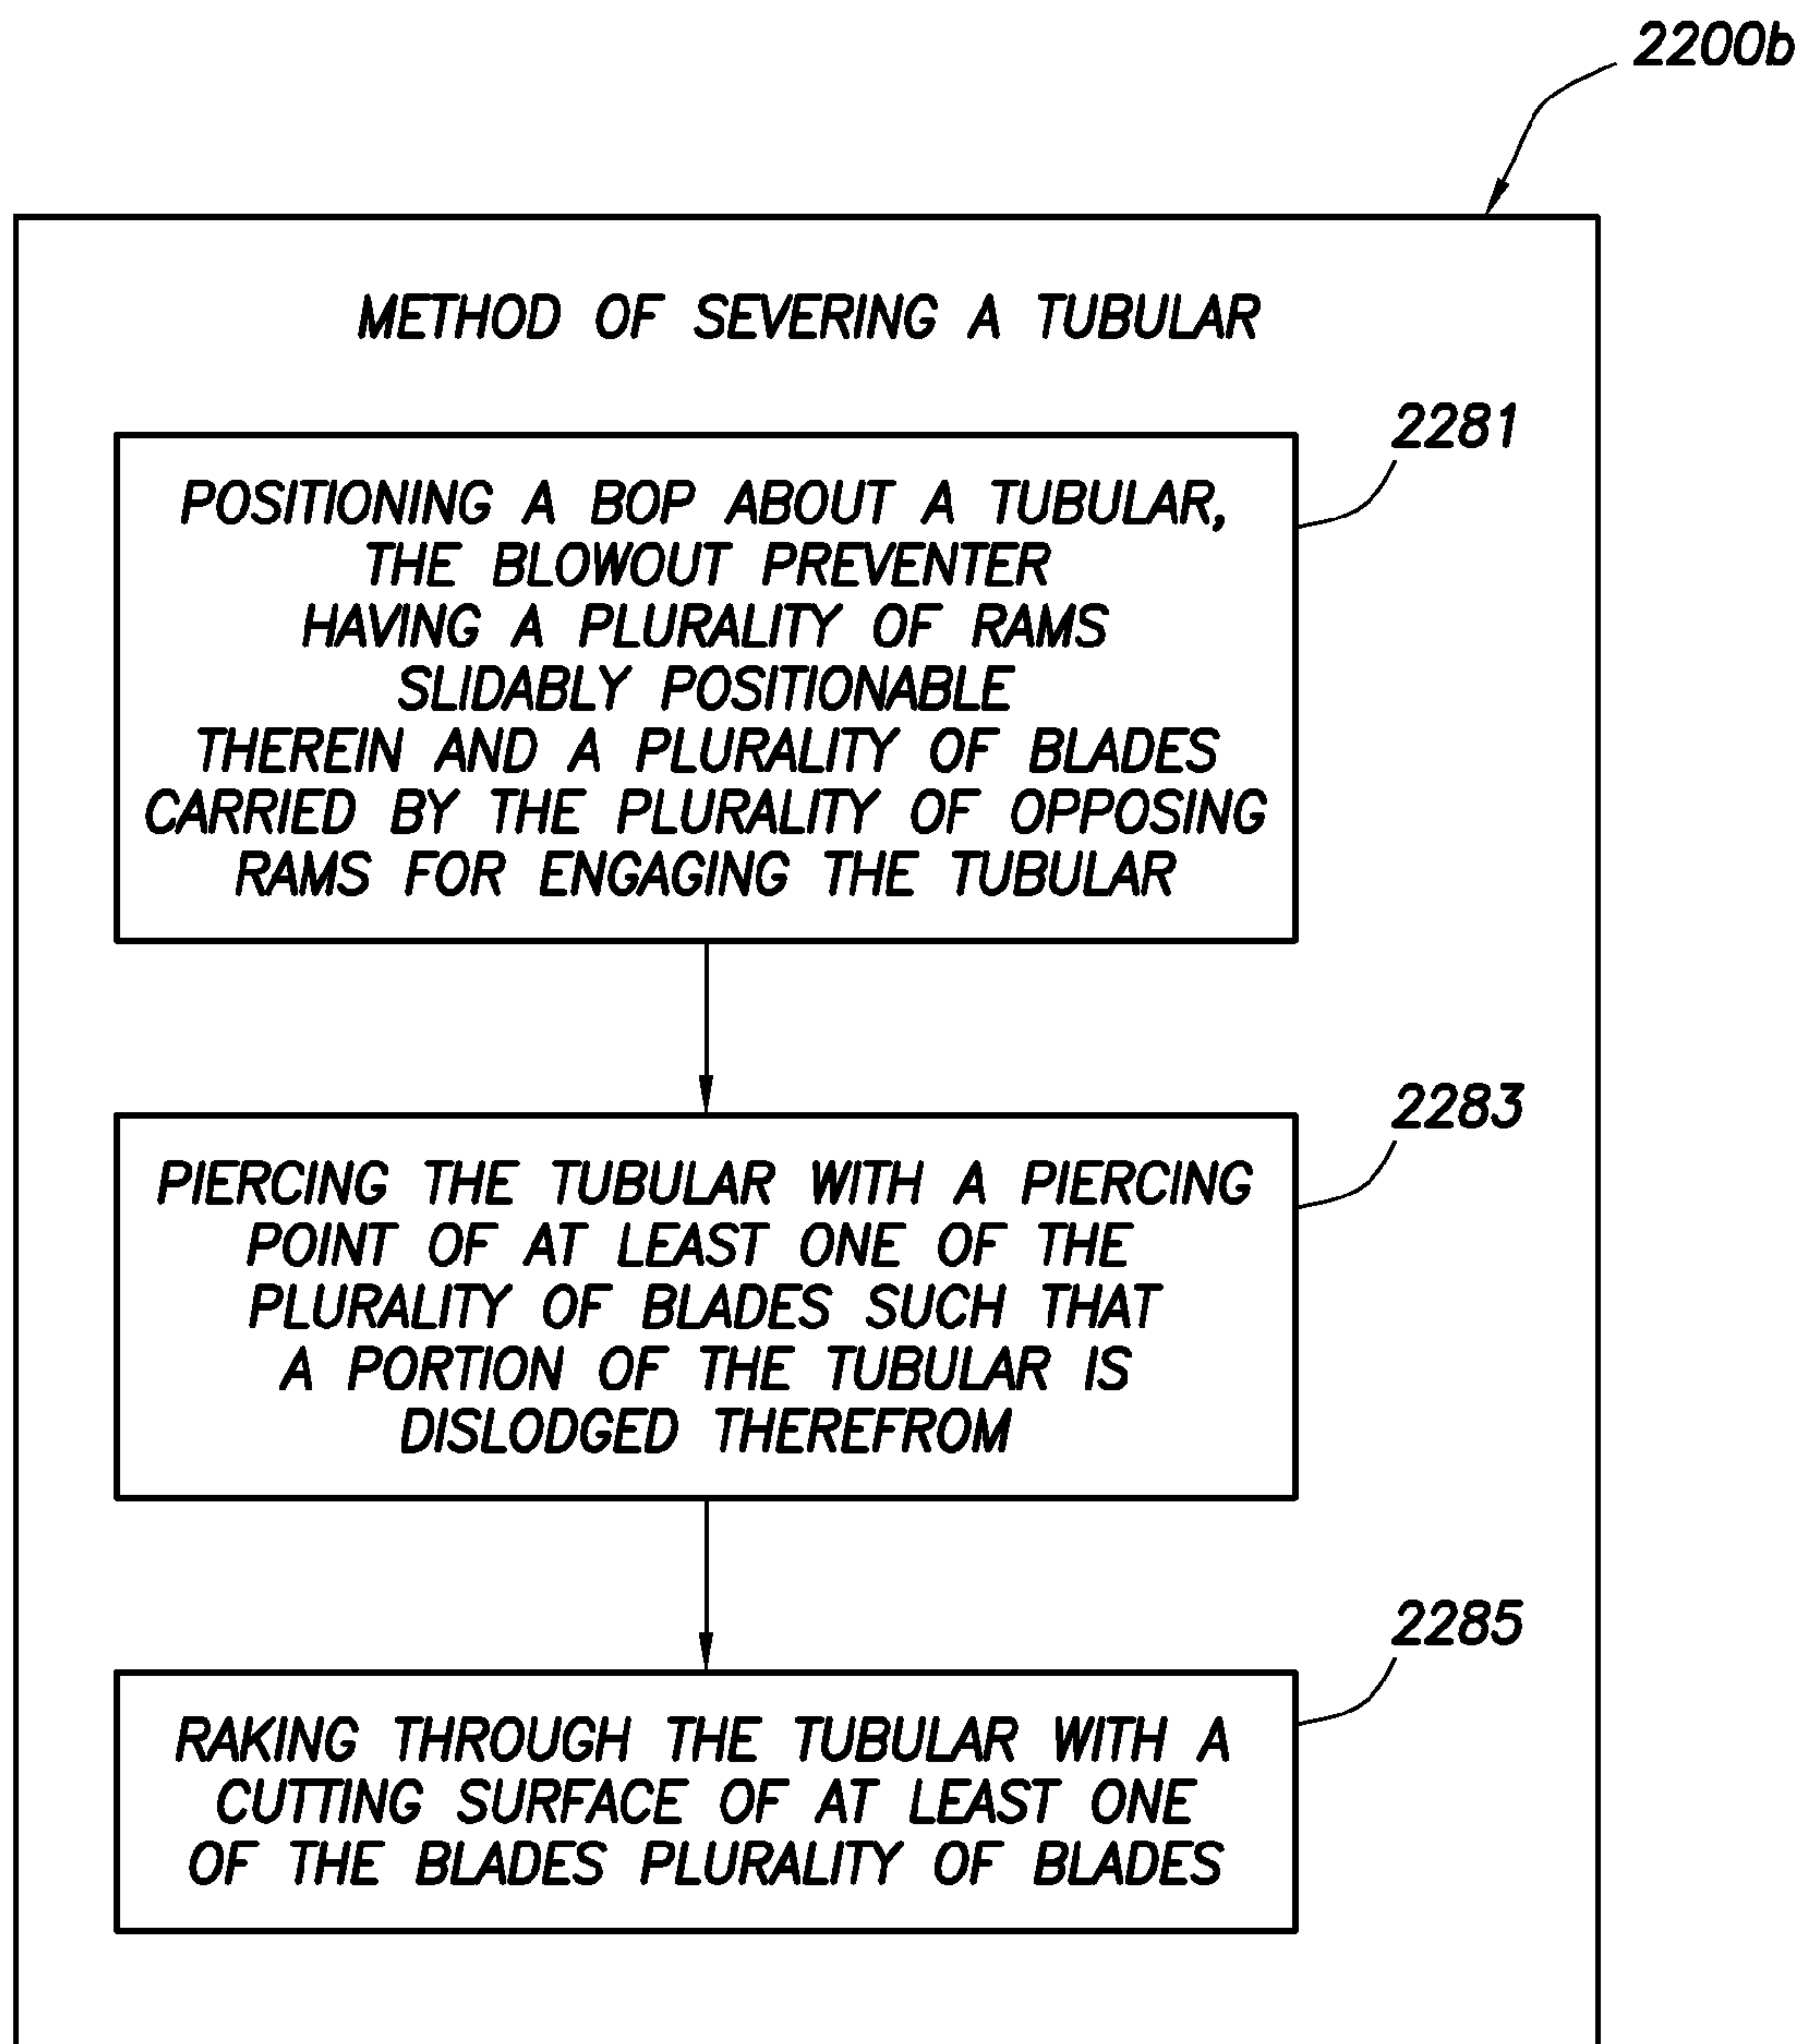 2200b
METHOD OF SEVERING A TUBULAR
2281
POSITIONING A BOP ABOUT A TUBULAR,
THE BLOWOUT PREVENTER
HAVING A PLURALITY OF RAMS
SLIDABLY POSITIONABLE
THEREIN AND A PLURALITY OF BLADES
CARRIED BY THE PLURALITY OF OPPOSING
RAMS FOR ENGAGING THE TUBULAR
2283
PIERCING THE TUBULAR WITH A PIERCING
POINT OF AT LEAST ONE OF THE
PLURALITY OF BLADES SUCH THAT
A PORTION OF THE TUBULAR IS
DISLODGED THEREFROM
2285
RAKING THROUGH THE TUBULAR WITH A
CUTTING SURFACE OF AT LEAST ONE
OF THE BLADES PLURALITY OF BLADES